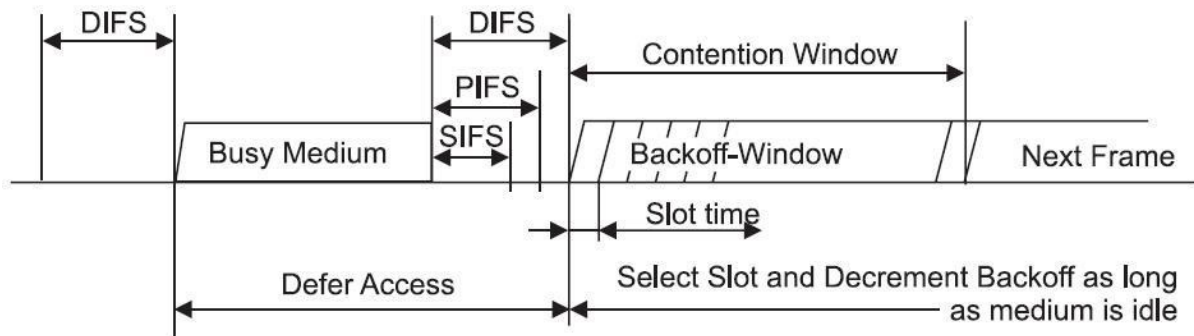 DIFS
DIFS
Contention Window
PIFS
SIFS
Busy Medium
Backoff-Window
Next Frame
Slot time
Defer Access
Select Slot and Decrement Backoff as long
as medium is idle